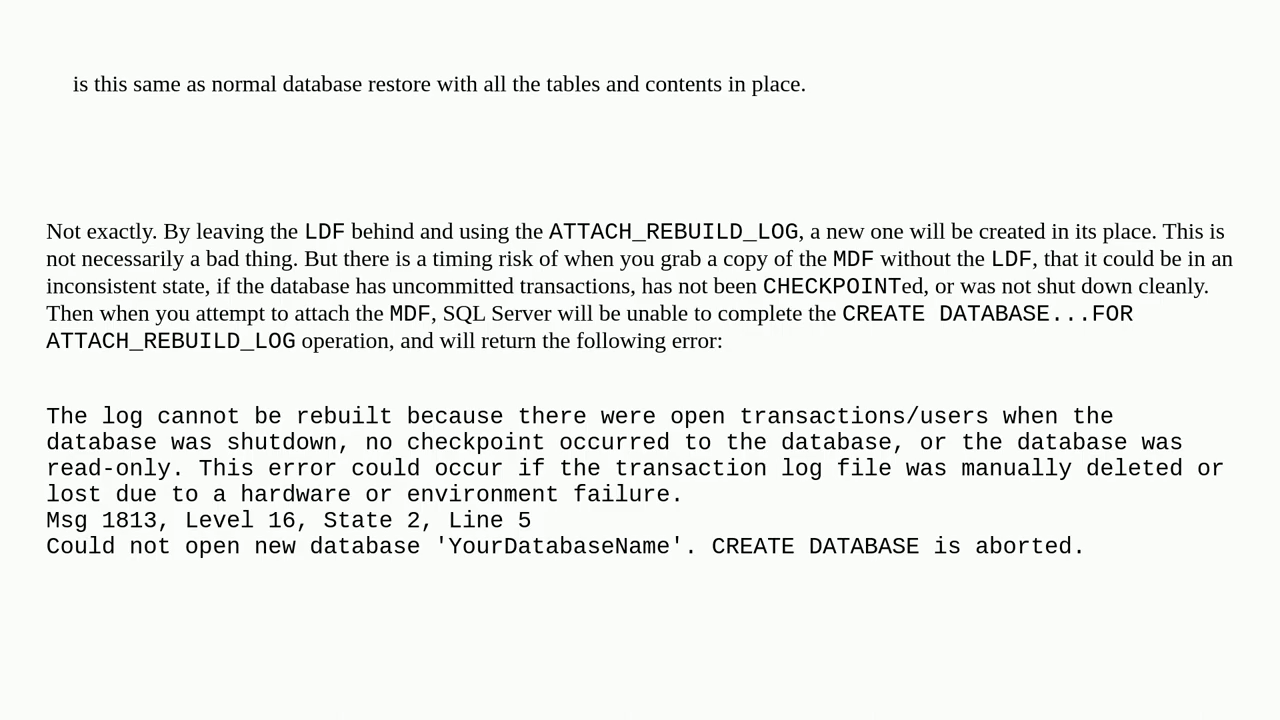 is this same as normal database restore with all the tables and contents in place.
Not exactly. By leaving the LDF behind and using the ATTACH_REBUILD_LOG, a new one will be created in its place. This is
not necessarily a bad thing. But there is a timing risk of when you grab a copy of the MDF without the LDF, that it could be in an
inconsistent state, if the database has uncommitted transactions, has not been CHECKPOINTed, or was not shut down cleanly.
Then when you attempt to attach the MDF, SQL Server will be unable to complete the CREATE DATABASE...FOR
ATTACH_REBUILD_LOG operation, and will return the following error:
The log cannot be rebuilt because there were open transactions/users when the
database was shutdown, no checkpoint occurred to the database, or the database was
read-only. This error could occur if the transaction log file was manually deleted or
lost due to a hardware or environment failure.
Msg 1813, Level 16, State 2, Line 5
Could not open new database 'YourDatabaseName'. CREATE DATABASE is aborted.